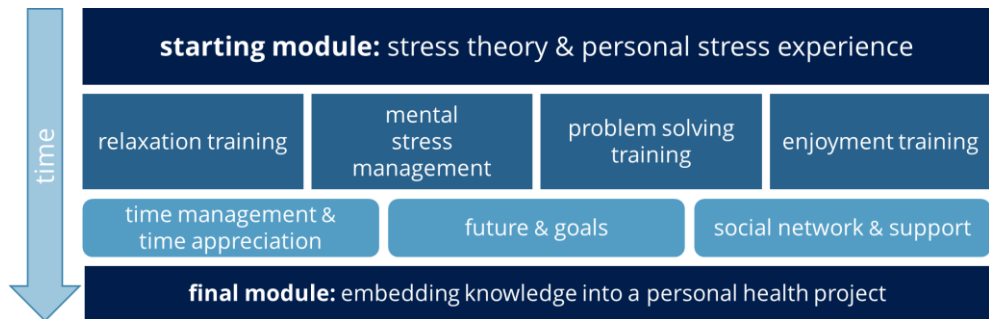 time
starting module: stress theory & personal stress experience
relaxation training
mental
stress
management
problem solving
training
enjoyment training
time management &
time appreciation
future & goals
social network & support
final module: embedding knowledge into a personal health project